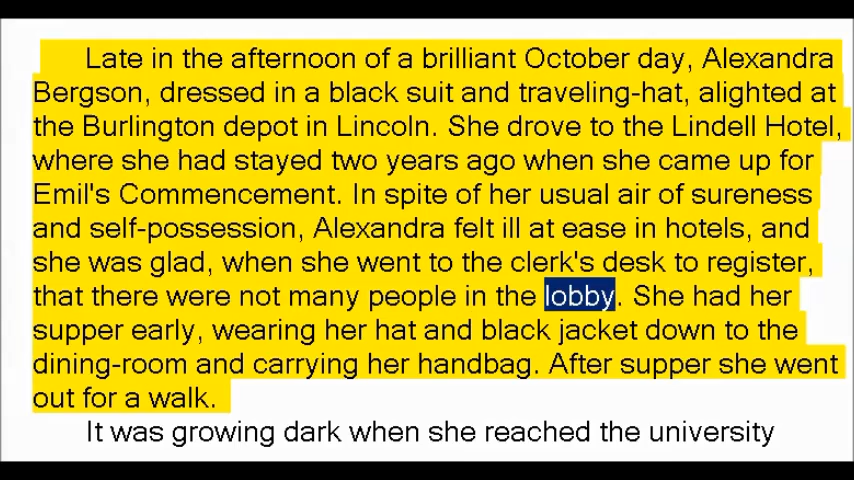 Late in the afternoon of a brilliant October day, Alexandra
Bergson, dressed in a black suit and traveling-hat, alighted at
the Burlington depot in Lincoln. She drove to the Lindell Hotel,
where she had stayed two years ago when she came up for
Emil's Commencement. In spite of her usual air of sureness
and self-possession, Alexandra felt ill at ease in hotels, and
she was glad, when she went to the clerk's desk to register,
that there were not many people in the lobby. She had her
supper early, wearing her hat and black jacket down to the
dining-room and carrying her handbag. After supper she went
out for a walk.
It was growing dark when she reached the university